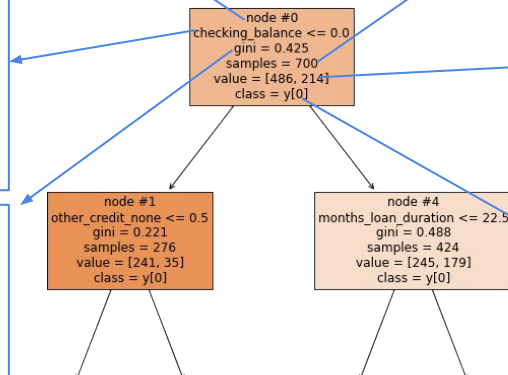 node #0
checking_balance <= 0.0
gini = 0.425
samples = 700
value = [486, 214]
class = y[0]
node #1
other_credit_none <= 0.5
gini = 0.221
samples = 276
value = [241, 35]
class = y[0]
node #4
months_loan_duration <= 22.5
gini = 0.488
samples = 424
value = [245, 179]
class = y[0]